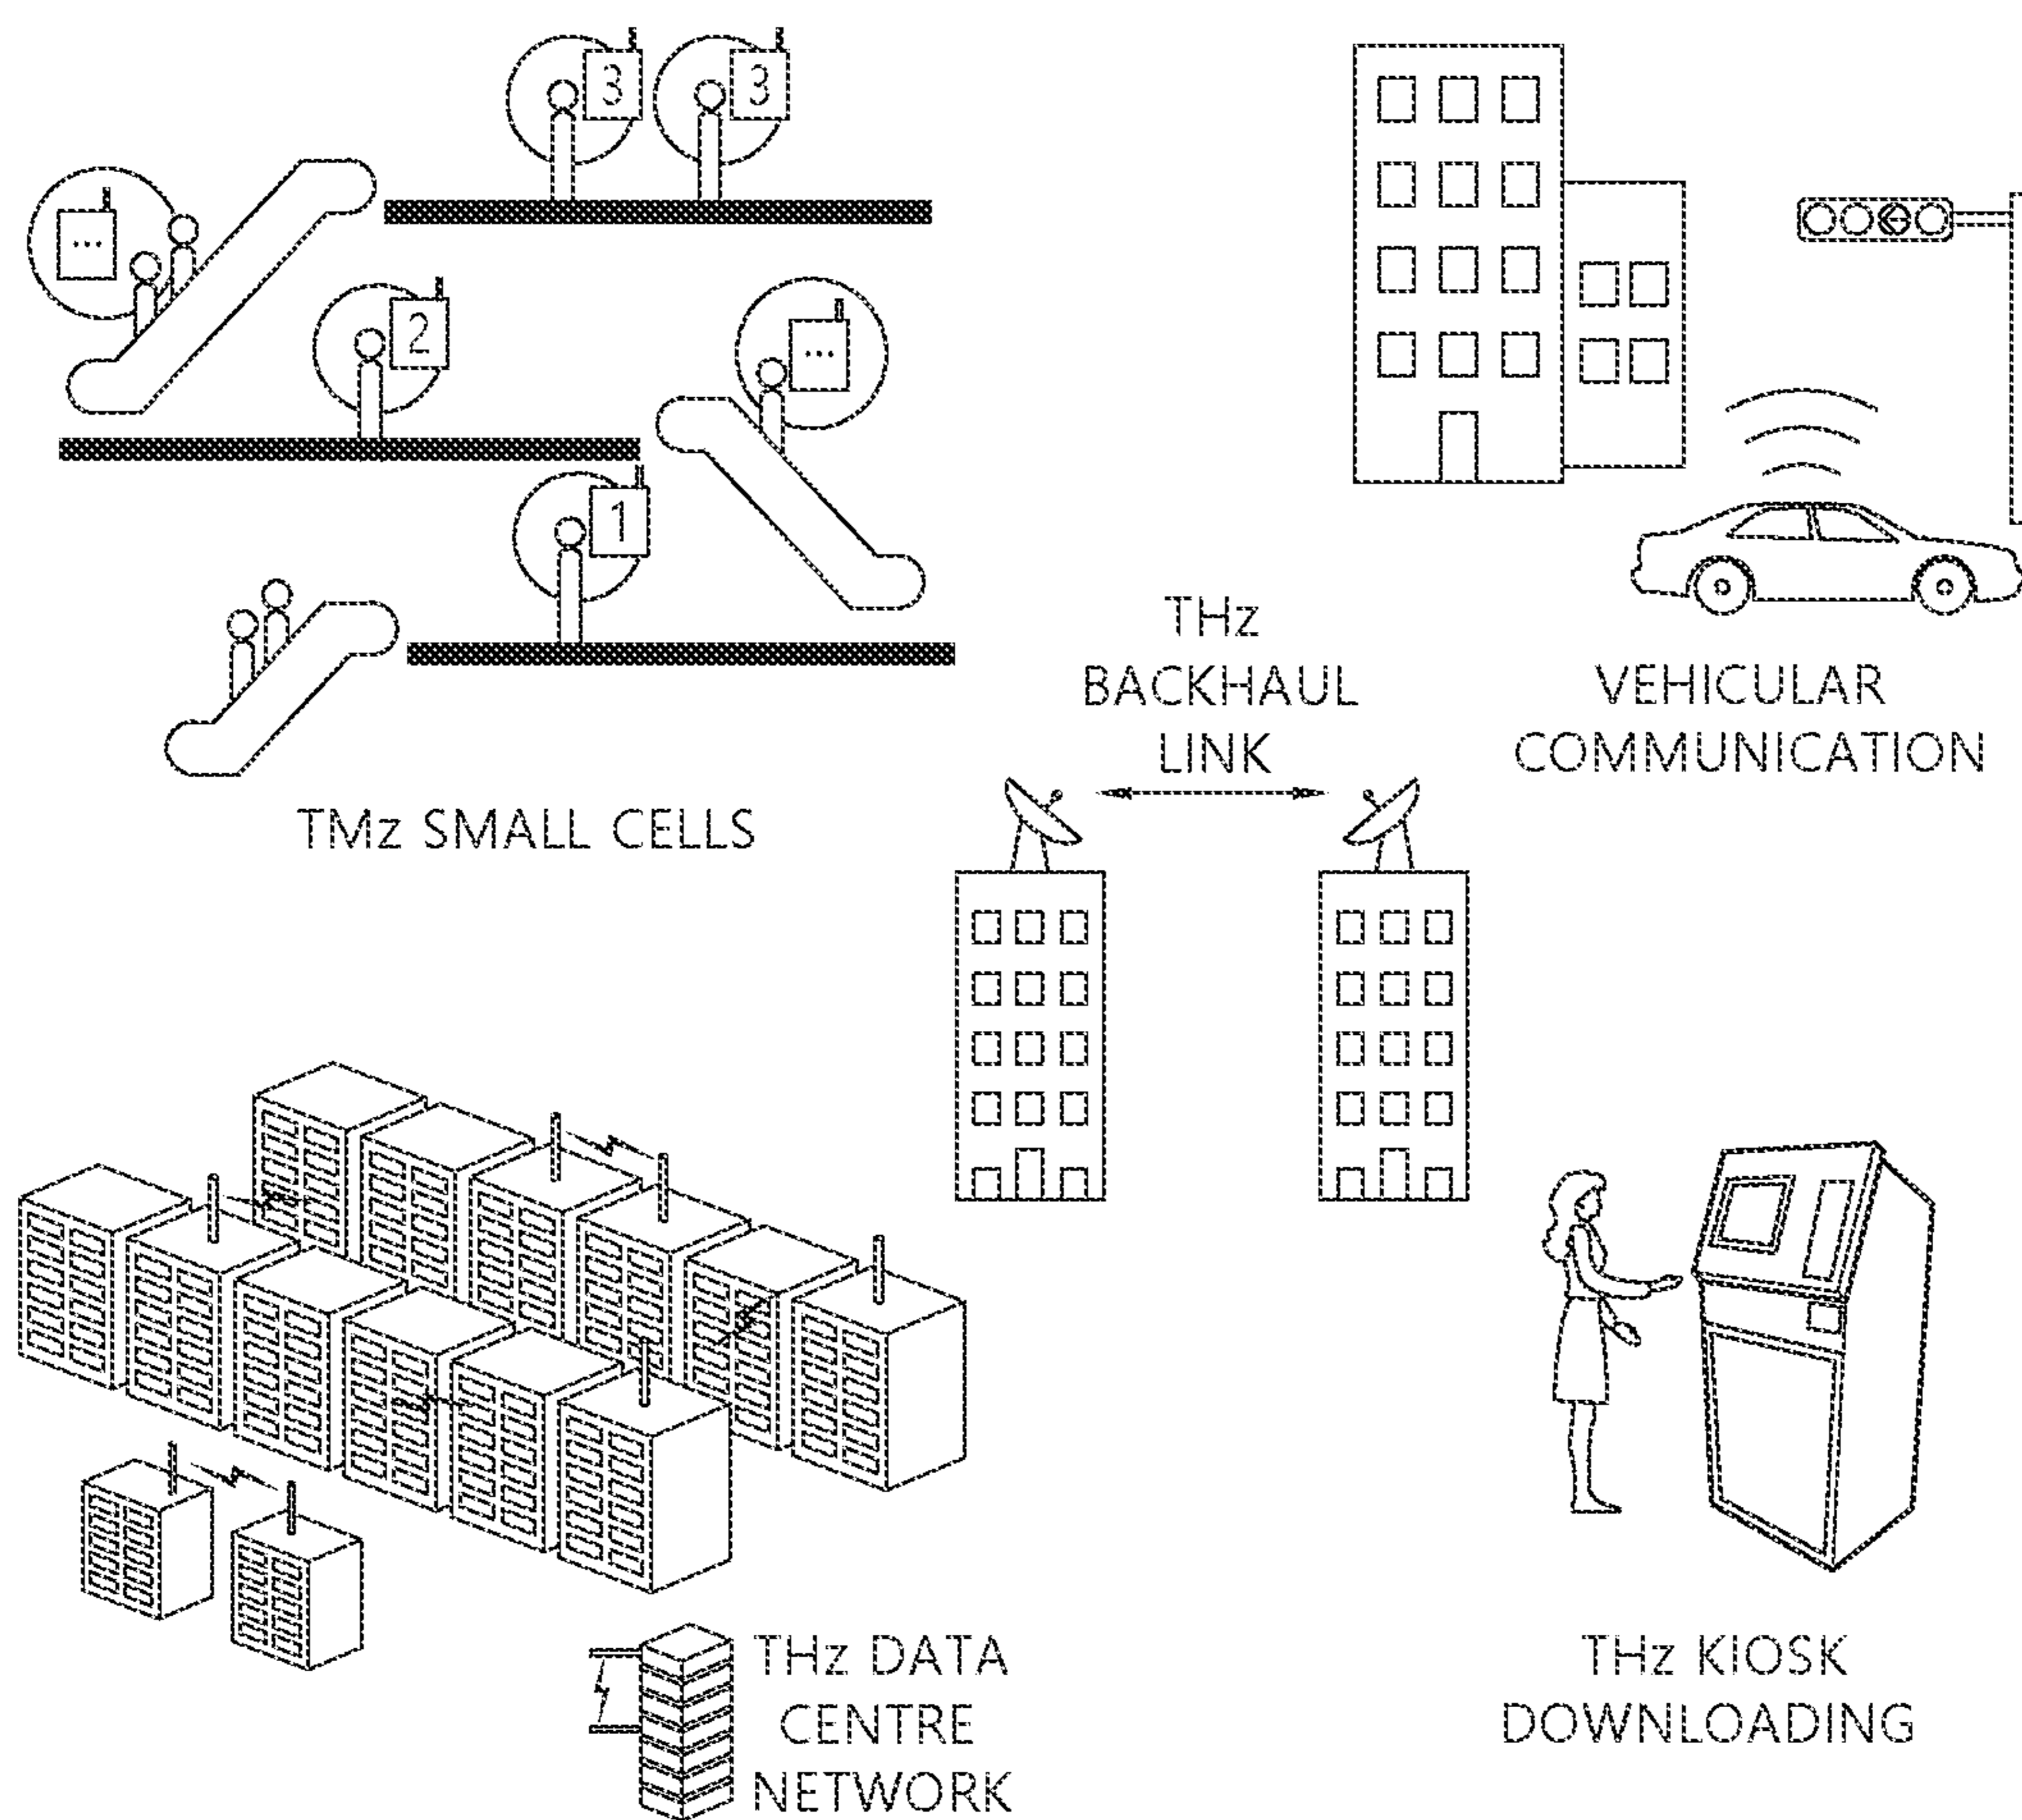 3
3
...
2
...
1
THz
BACKHAUL
LINK
VEHICULAR
COMMUNICATION
TMz SMALL CELLS
THz DATA
CENTRE
NETWORK
THz KIOSK
DOWNLOADING